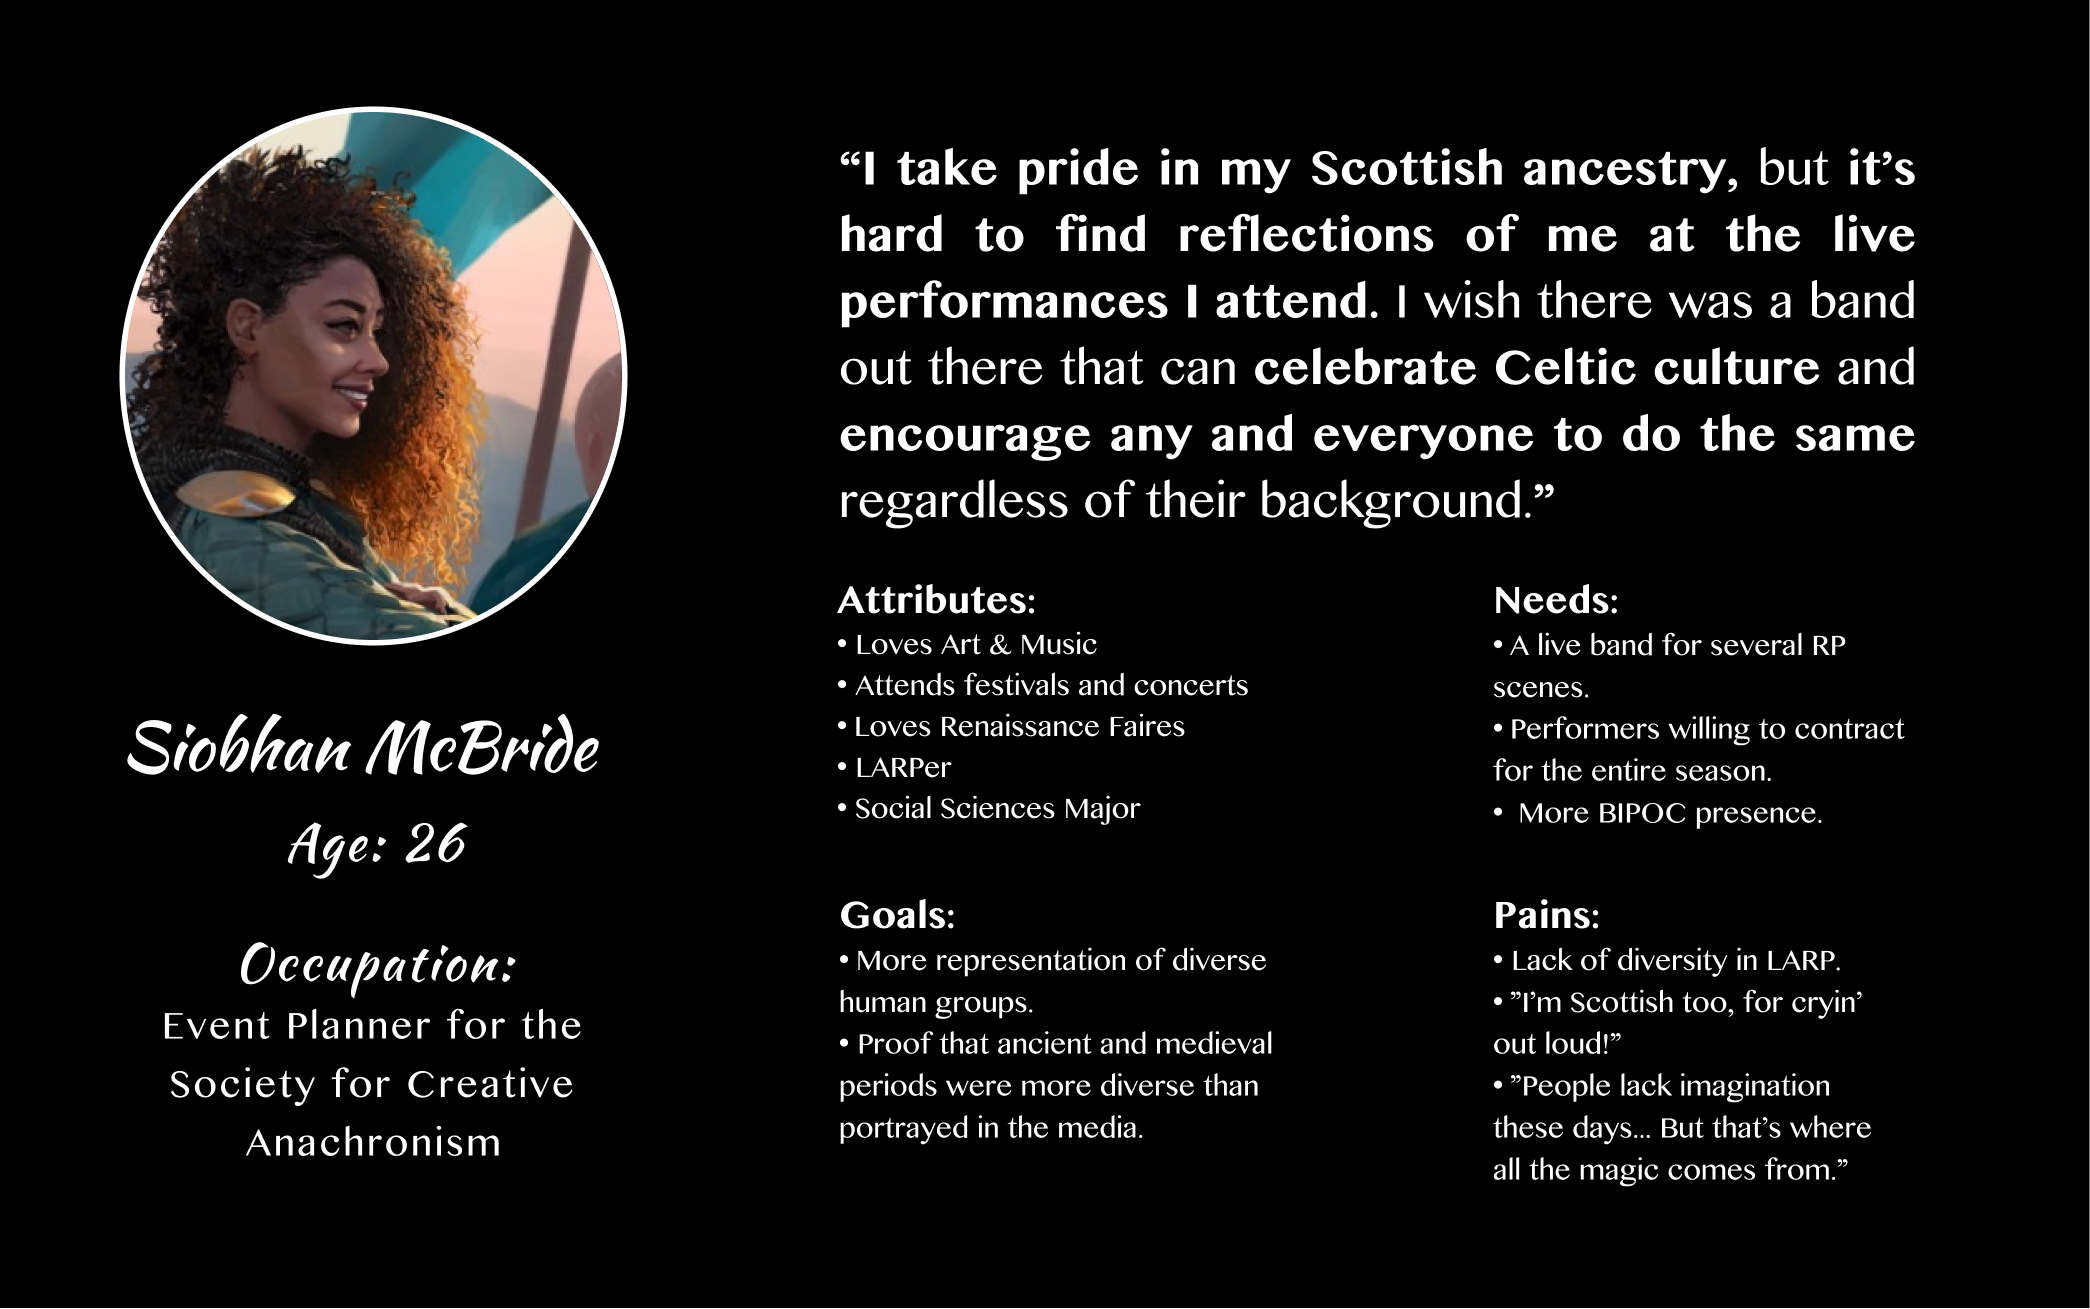 Siobhan McBride
Age: 26
Occupation:
Event Planner for the
Society for Creative
Anachronism
“I take pride in my Scottish ancestry, but it’s
hard to find reflections of me at the live
performances I attend. I wish there was a band
out there that can celebrate Celtic culture and
encourage any and everyone to do the same
regardless of their background.”
Attributes:
• Loves Art & Music
• Attends festivals and concerts
• Loves Renaissance Faires
• LARPer
• Social Sciences Major
Needs:
• A live band for several RP
scenes.
• Performers willing to contract
for the entire season.
• More BIPOC presence.
Goals:
• More representation of diverse
human groups.
• Proof that ancient and medieval
periods were more diverse than
portrayed in the media.
Pains:
• Lack of diversity in LARP.
• ”I’m Scottish too, for cryin’
out loud!”
• ”People lack imagination
these days... But that’s where
all the magic comes from.”